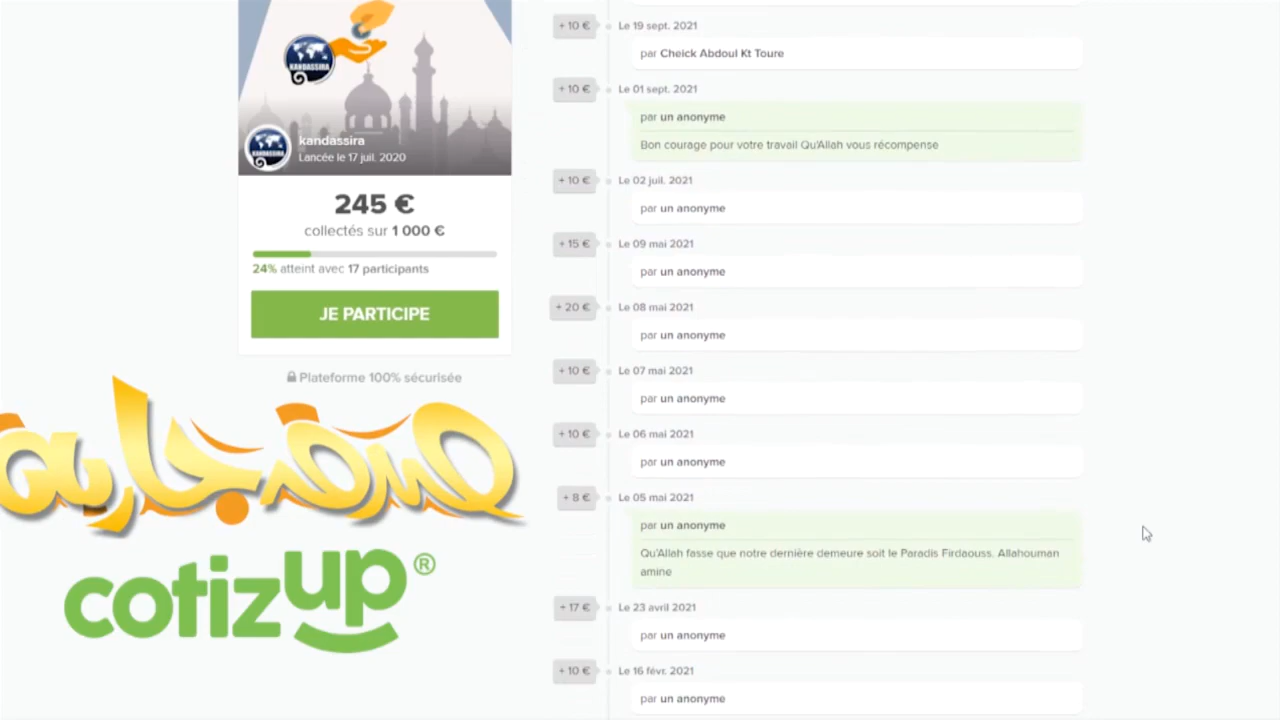 KANDASSIRA
KANDASSIRA
kandassira
Lancée le 17 juil. 2020
245 €
collectés sur 1 000 €
24% atteint avec 17 participants
JE PARTICIPE
Plateforme 100% sécurisée
صدقة جارية
cotizup®
+ 10 € Le 19 sept. 2021
par Cheick Abdoul Kt Toure
+ 10 € Le 01 sept. 2021
par un anonyme
Bon courage pour votre travail Qu'Allah vous récompense
+ 10 € Le 02 juil. 2021
par un anonyme
+ 15 € Le 09 mai 2021
par un anonyme
+ 20 € Le 08 mai 2021
par un anonyme
+ 10 € Le 07 mai 2021
par un anonyme
+ 10 € Le 06 mai 2021
par un anonyme
+ 8 € Le 05 mai 2021
par un anonyme
Qu'Allah fasse que notre dernière demeure soit le Paradis Firdaouss. Allahouman
amine
+ 17 € Le 23 avril 2021
par un anonyme
+ 10 € Le 16 févr. 2021
par un anonyme